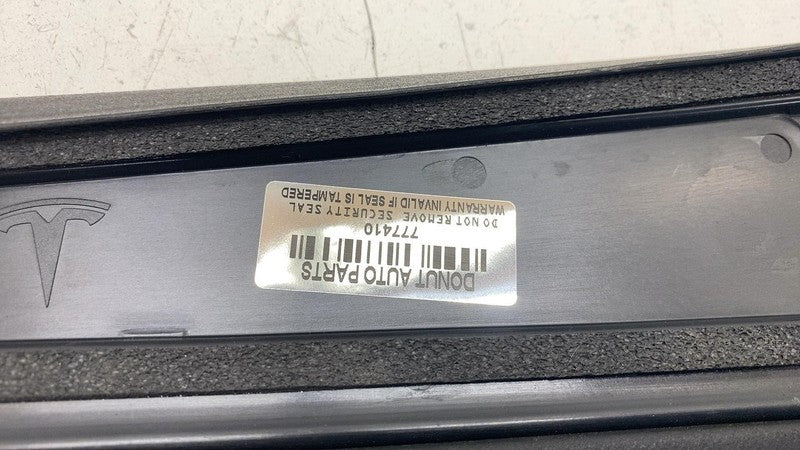 DONUT AUTO PARTS
777410
DO NOT REMOVE SECURITY SEAL
WARRANTY INVALID IF SEAL IS TAMPERED